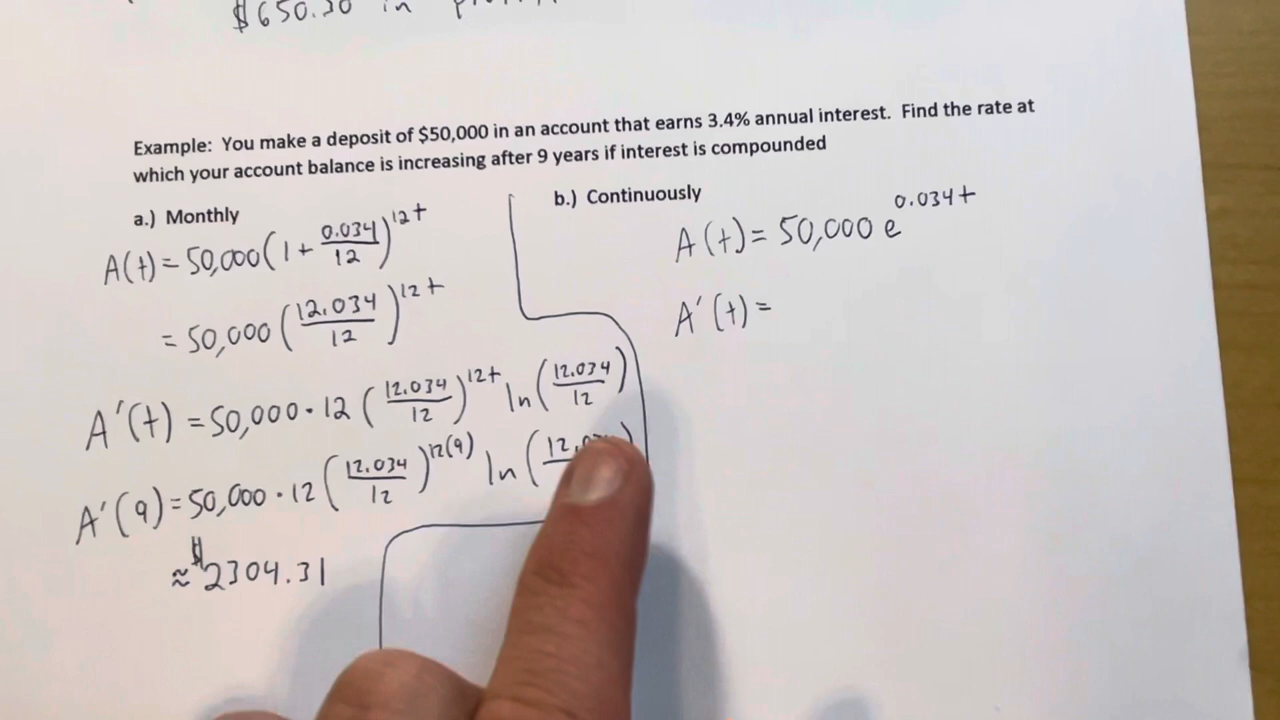 $650.30 in
Example: You make a deposit of $50,000 in an account that earns 3.4% annual interest. Find the rate at
which your account balance is increasing after 9 years if interest is compounded
a.) Monthly
A(t) = 50,000(1 + 0.034/12)^12t
= 50,000(12.034/12)^12t
A'(t) = 50,000 · 12(12.034/12)^12t ln(12.034/12)
A'(9) = 50,000 · 12(12.034/12)^12(9) ln(
≈ $2304.31
b.) Continuously
A(t) = 50,000 e^0.034t
A'(t) =